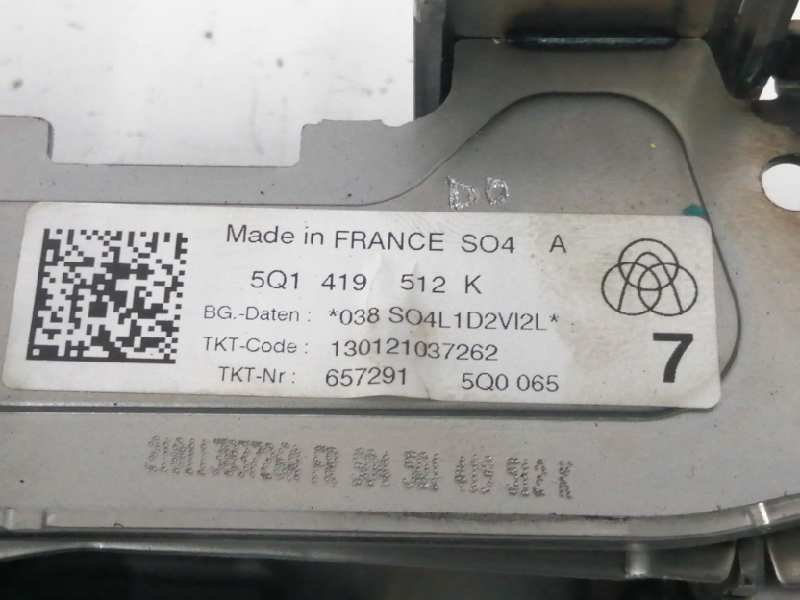 Made in FRANCE SO4 A
5Q1 419 512 K
BG.-Daten : *038 SO4L1D2VI2L*
TKT-Code : 130121037262
TKT-Nr : 657291 5Q0 065
7